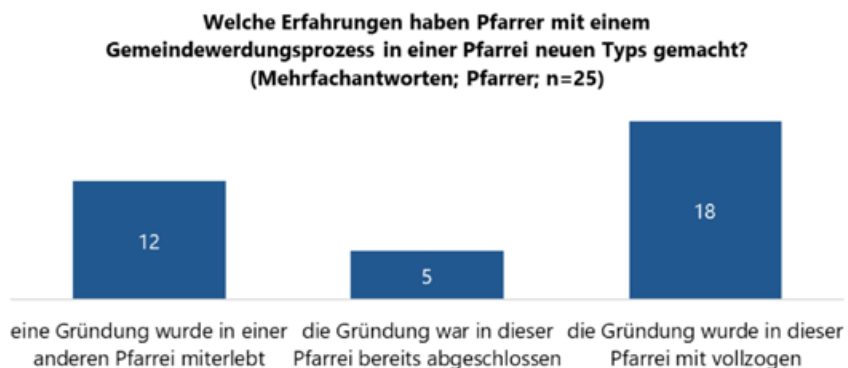 Welche Erfahrungen haben Pfarrer mit einem
Gemeindewerdungsprozess in einer Pfarrei neuen Typs gemacht?
(Mehrfachantworten; Pfarrer; n=25)
12
5
18
eine Gründung wurde in einer
anderen Pfarrei miterlebt
die Gründung war in dieser
Pfarrei bereits abgeschlossen
die Gründung wurde in dieser
Pfarrei mit vollzogen